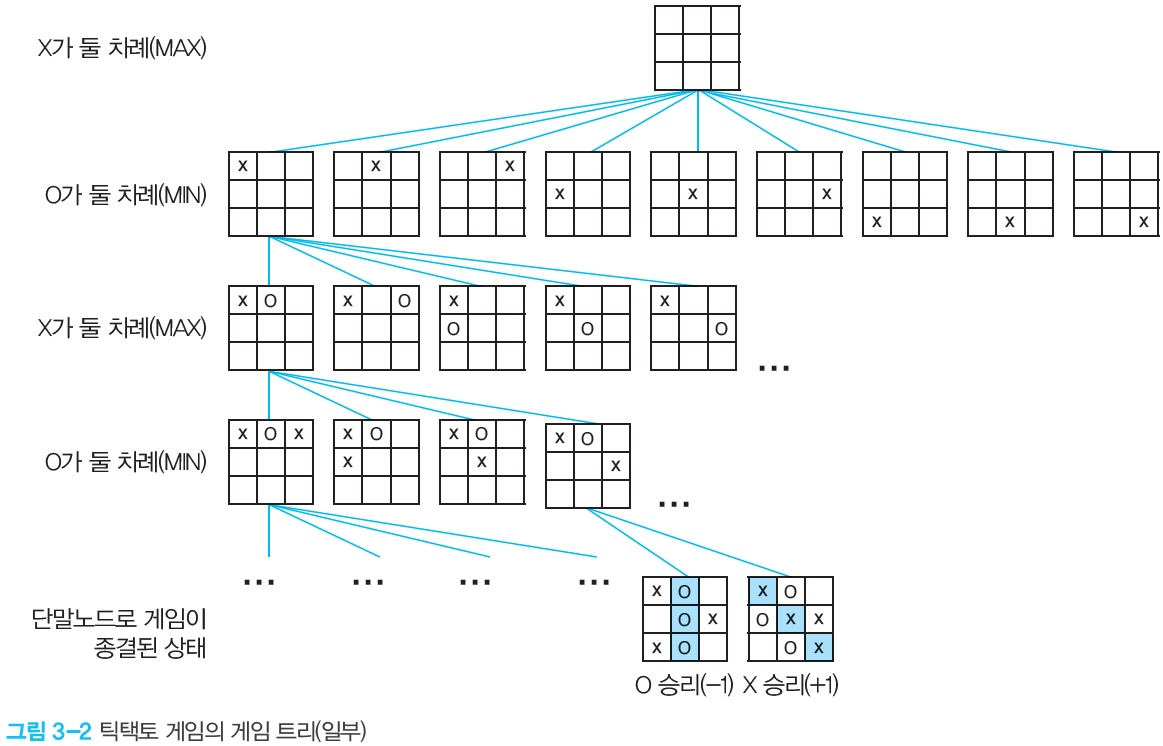 X가 둘 차례(MAX)
O가 둘 차례(MIN)
X X X X X X X X X
X가 둘 차례(MAX)
X O X O X X X
O O O
...
O가 둘 차례(MIN)
X O X X O X O X O
X X X
...
... ... ... ...
단말노드로 게임이
종결된 상태
X O X O
O X O X X
X O O X
O 승리(-1) X 승리(+1)
그림 3-2 틱택토 게임의 게임 트리(일부)